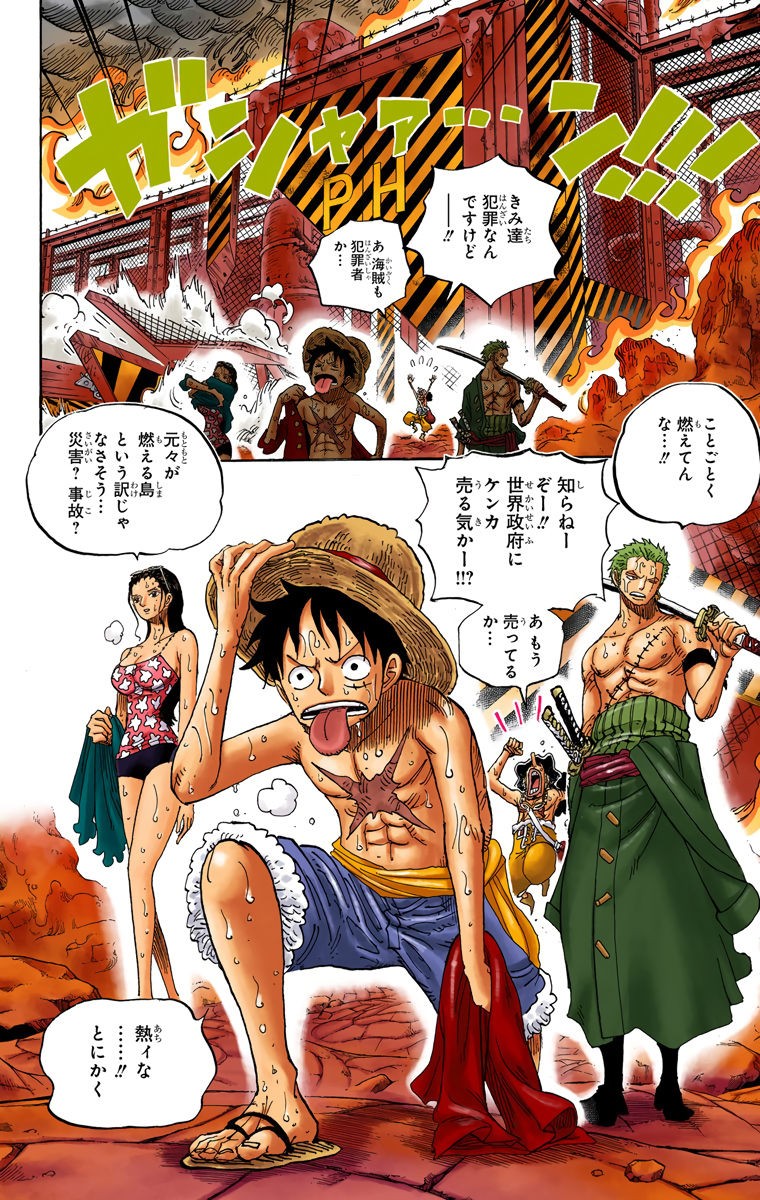 ガシャアァ…ン!!!
PH
きみ達
犯罪なん
ですけど
──!!
あ 海賊も
犯罪者
か…
ことごとく
燃えてん
な…!!
知らねー
ぞー!!
世界政府に
ケンカ
売る気かー!!!?
あ もう
売ってる
か…
元々が
燃える島
という訳じゃ
なさそう…
災害? 事故?
熱ィな
……!!
とにかく